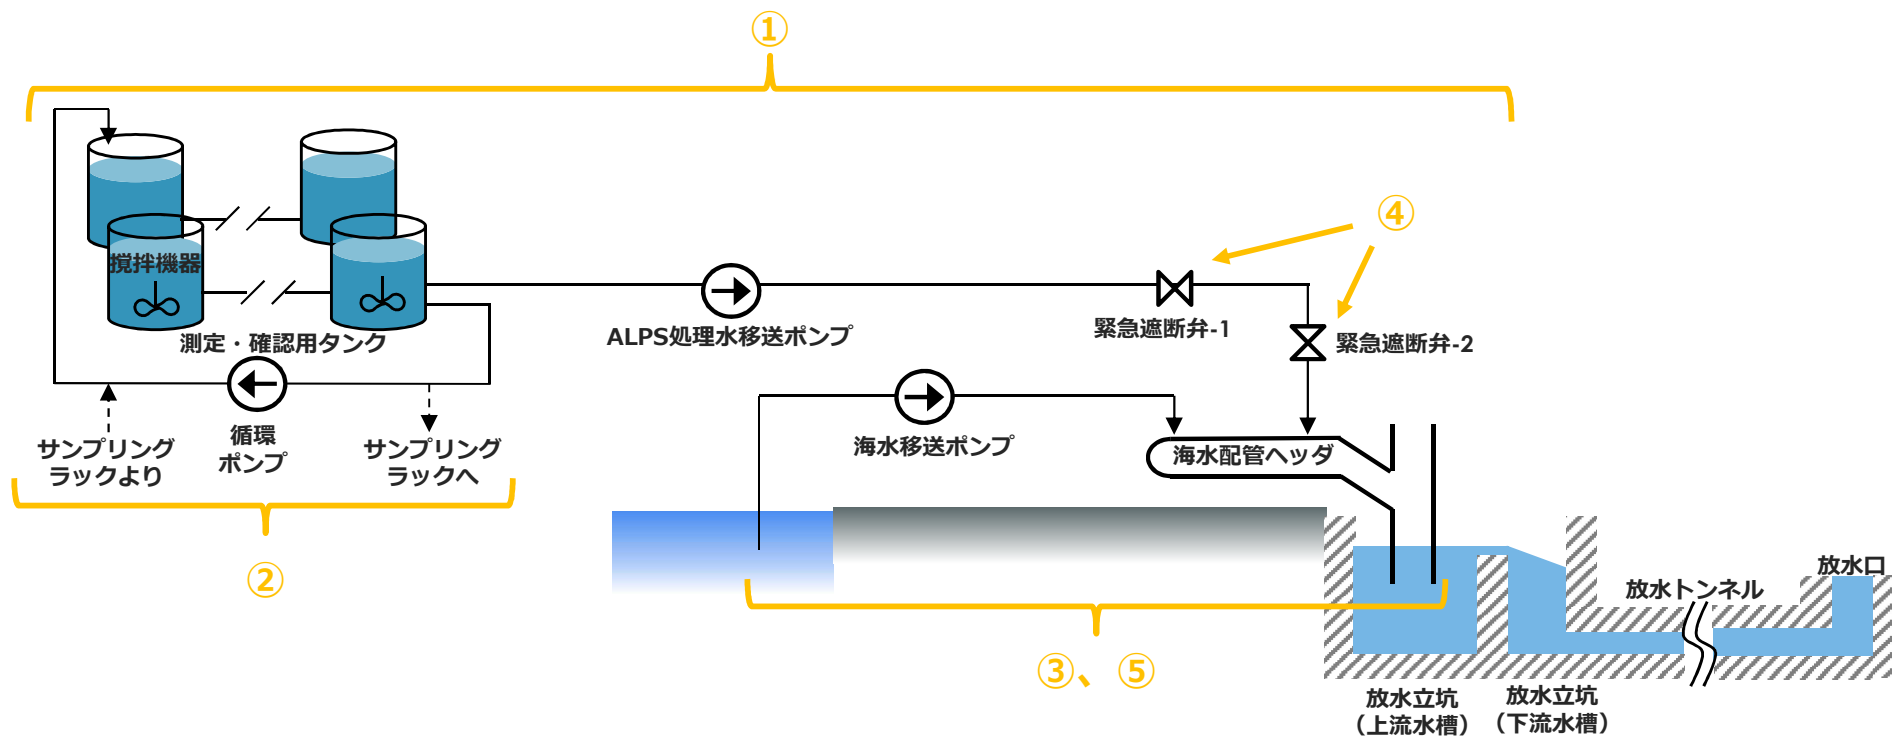 ①
④
撹拌機器
測定・確認用タンク
ALPS処理水移送ポンプ
緊急遮断弁-1
緊急遮断弁-2
サンプリング
ラックより
循環
ポンプ
サンプリング
ラックへ
海水移送ポンプ
海水配管ヘッダ
②
③、⑤
放水トンネル
放水口
放水立坑
（上流水槽）
放水立坑
（下流水槽）